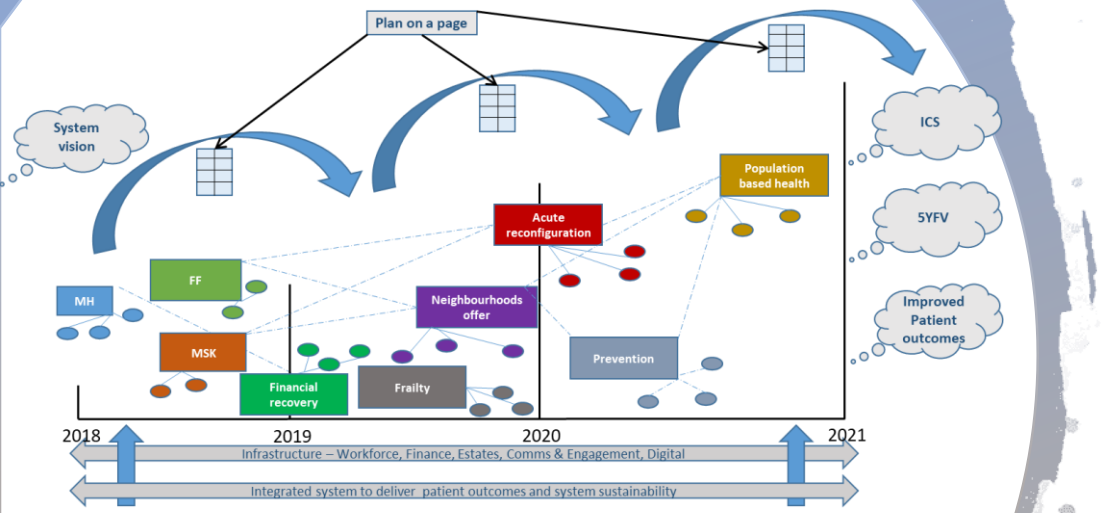 Plan on a page
System
vision
ICS
Population
based health
Acute
reconfiguration
5YFV
FF
MH
Neighbourhoods
offer
Improved
Patient
outcomes
MSK
Prevention
Financial
recovery
Frailty
2018
2019
2020
2021
Infrastructure – Workforce, Finance, Estates, Comms & Engagement, Digital
Integrated system to deliver patient outcomes and system sustainability